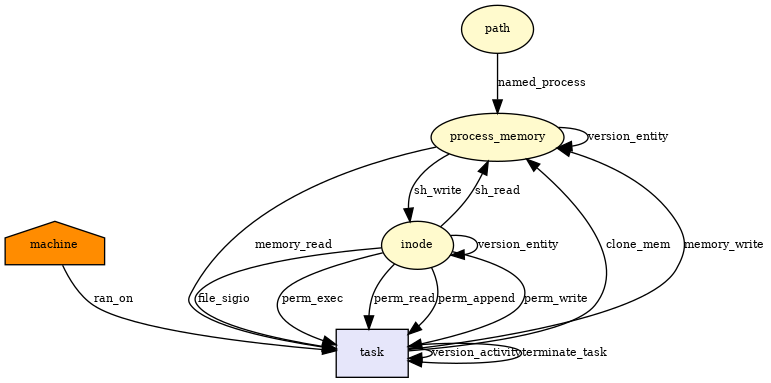 path
named_process
process_memory
version_entity
sh_write
sh_read
machine
memory_read
inode
version_entity
clone_mem
memory_write
ran_on
file_sigio
perm_exec
perm_read
perm_append
perm_write
task
version_activity
terminate_task